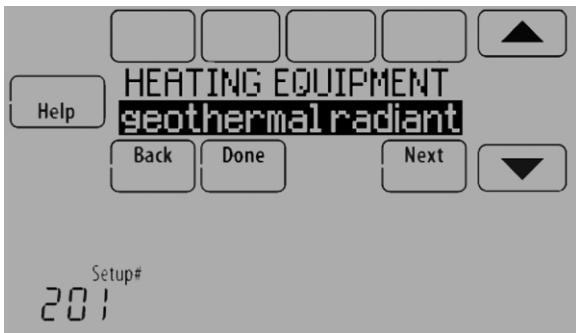 HEATING EQUIPMENT
Help
geothermal radiant
Back Done Next
Setup#
201